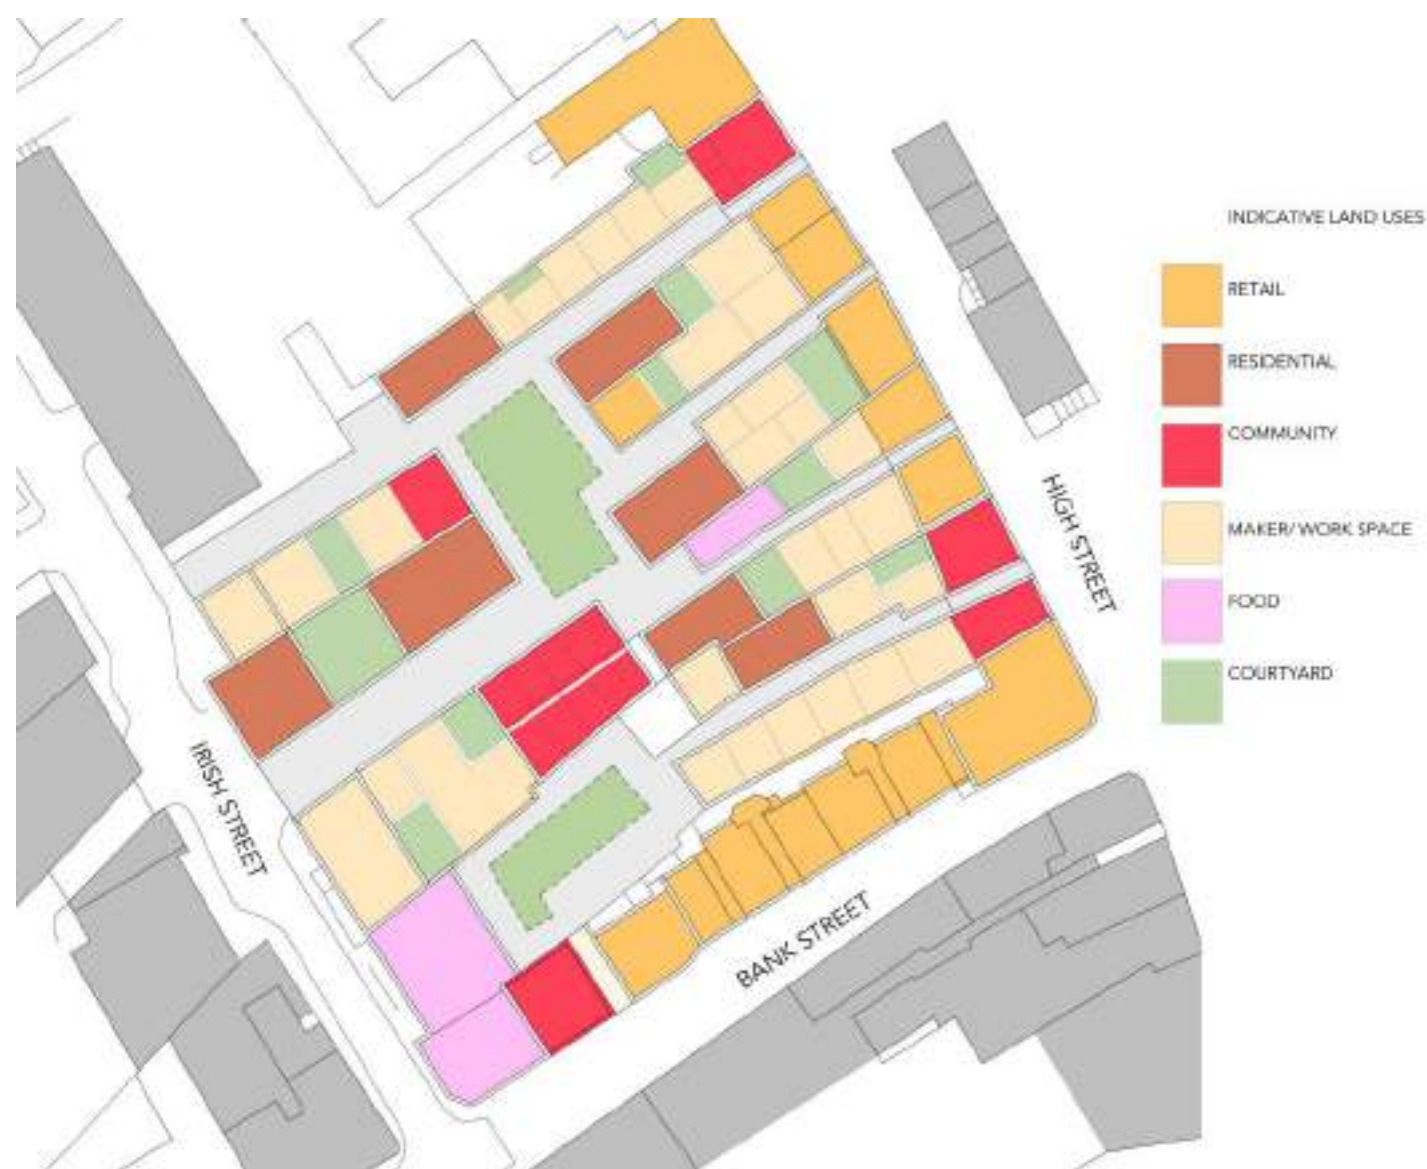 INDICATIVE LAND USES
RETAIL
RESIDENTIAL
COMMUNITY
MAKER/ WORK SPACE
FOOD
COURTYARD
HIGH STREET
IRISH STREET
BANK STREET